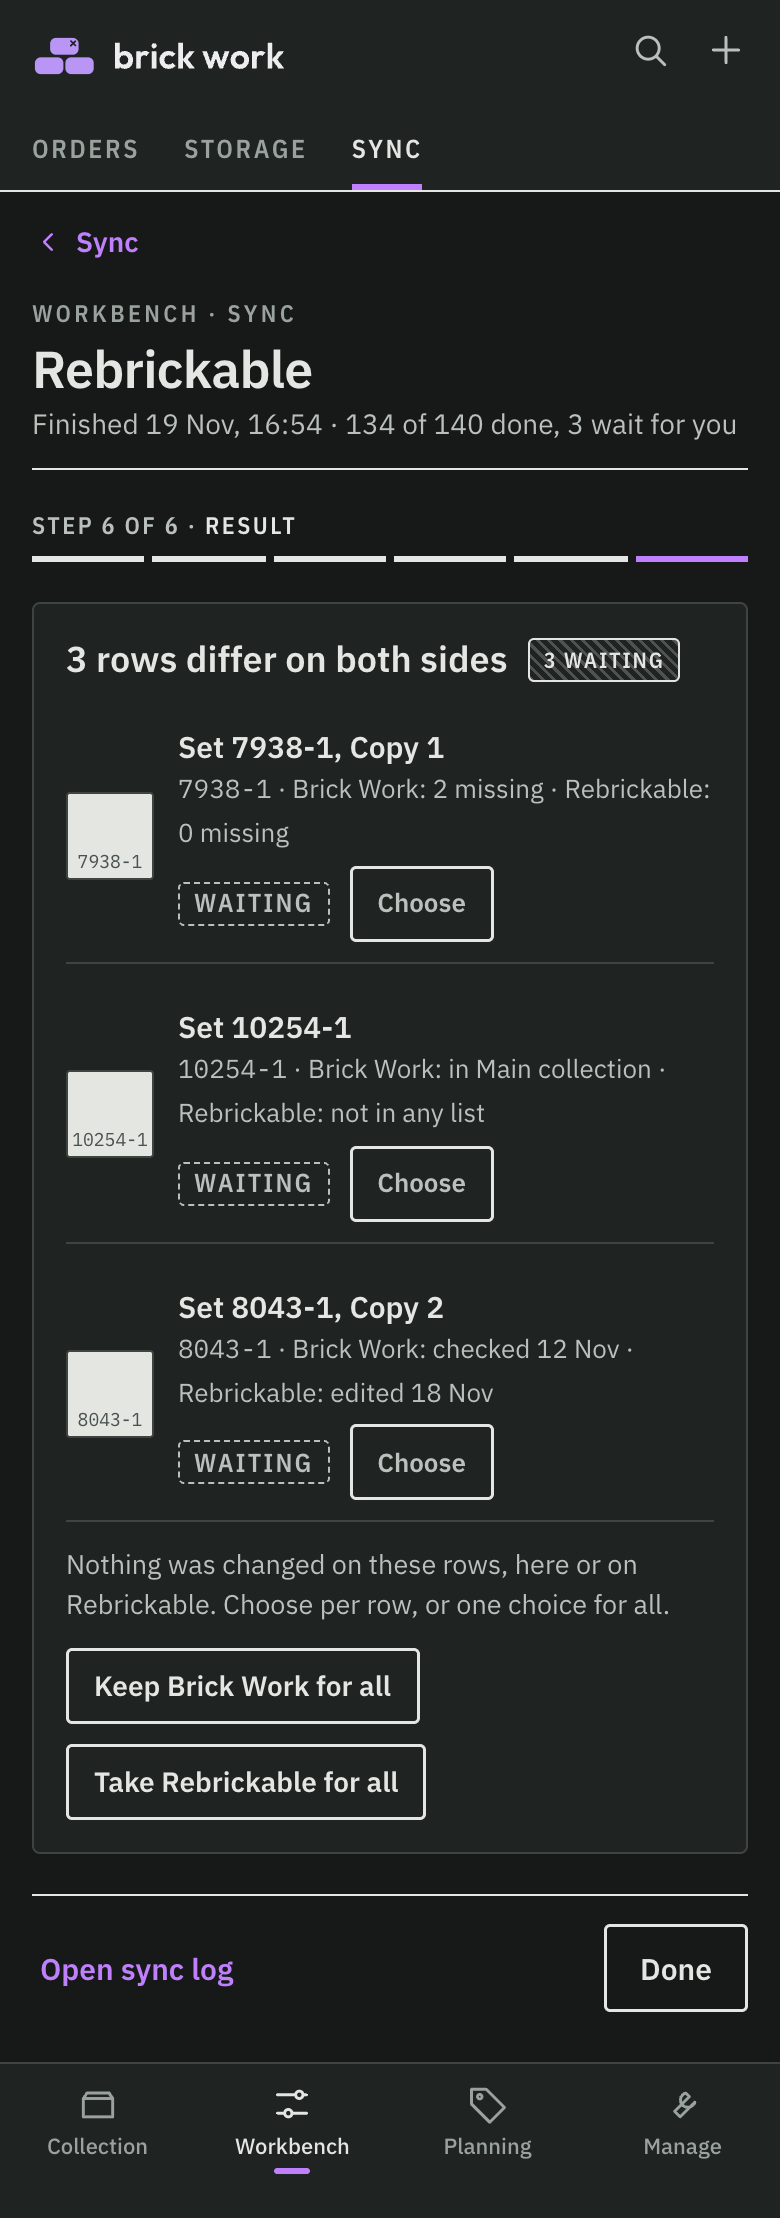 brick work
ORDERS STORAGE SYNC
Sync
WORKBENCH · SYNC
Rebrickable
Finished 19 Nov, 16:54 · 134 of 140 done, 3 wait for you
STEP 6 OF 6 · RESULT
3 rows differ on both sides 3 WAITING
Set 7938-1, Copy 1
7938-1 · Brick Work: 2 missing · Rebrickable:
0 missing
7938-1
WAITING Choose
Set 10254-1
10254-1 · Brick Work: in Main collection ·
Rebrickable: not in any list
10254-1
WAITING Choose
Set 8043-1, Copy 2
8043-1 · Brick Work: checked 12 Nov ·
Rebrickable: edited 18 Nov
8043-1
WAITING Choose
Nothing was changed on these rows, here or on
Rebrickable. Choose per row, or one choice for all.
Keep Brick Work for all
Take Rebrickable for all
Open sync log Done
Collection Workbench Planning Manage